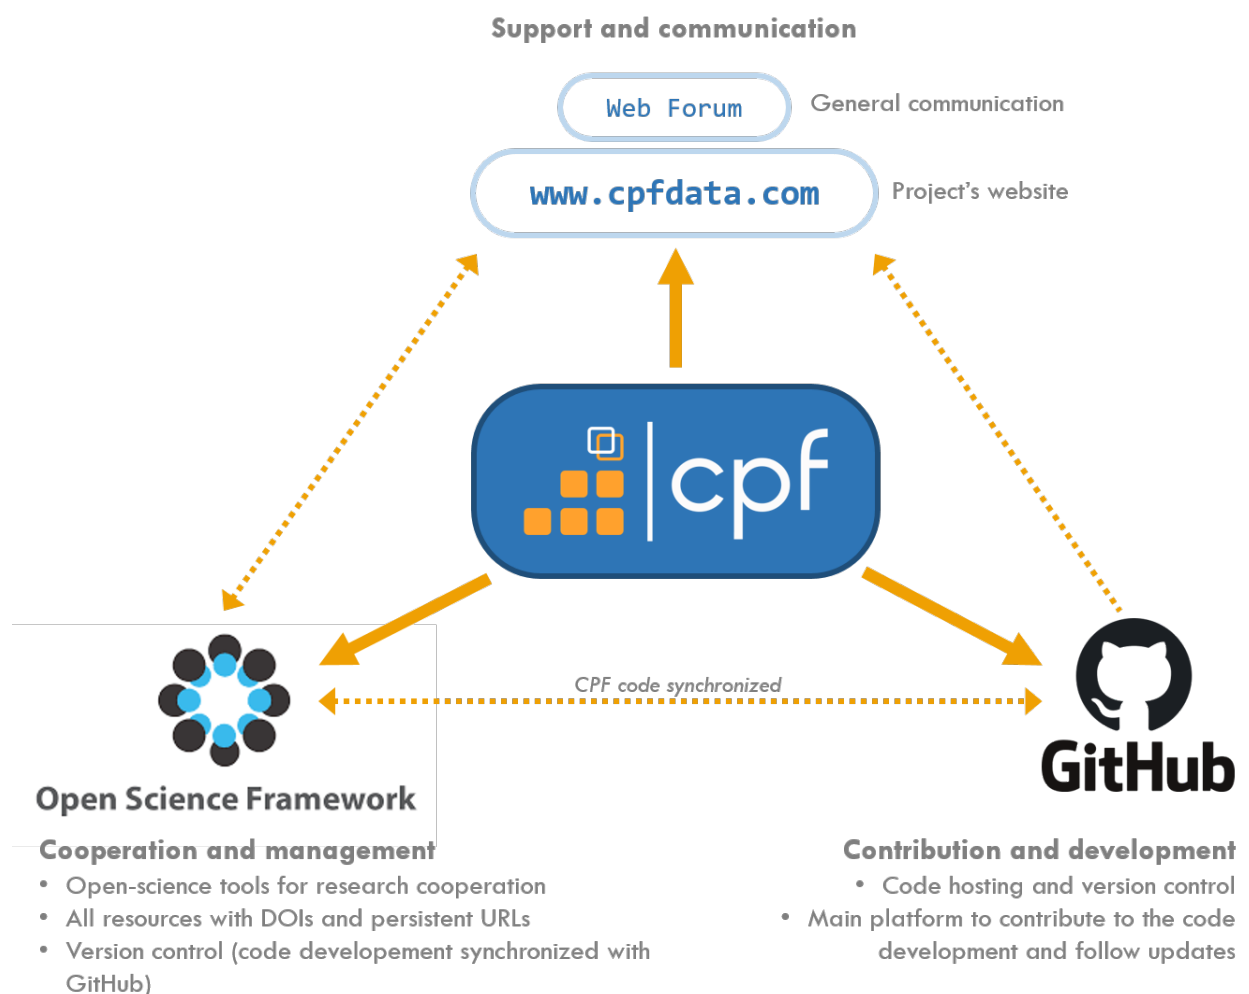 Support and communication
Web Forum
General communication
www.cpfdata.com
Project's website
cpf
CPF code synchronized
Open Science Framework
GitHub
Cooperation and management
• Open-science tools for research cooperation
• All resources with DOIs and persistent URLs
• Version control (code developement synchronized with
GitHub)
Contribution and development
• Code hosting and version control
• Main platform to contribute to the code
development and follow updates